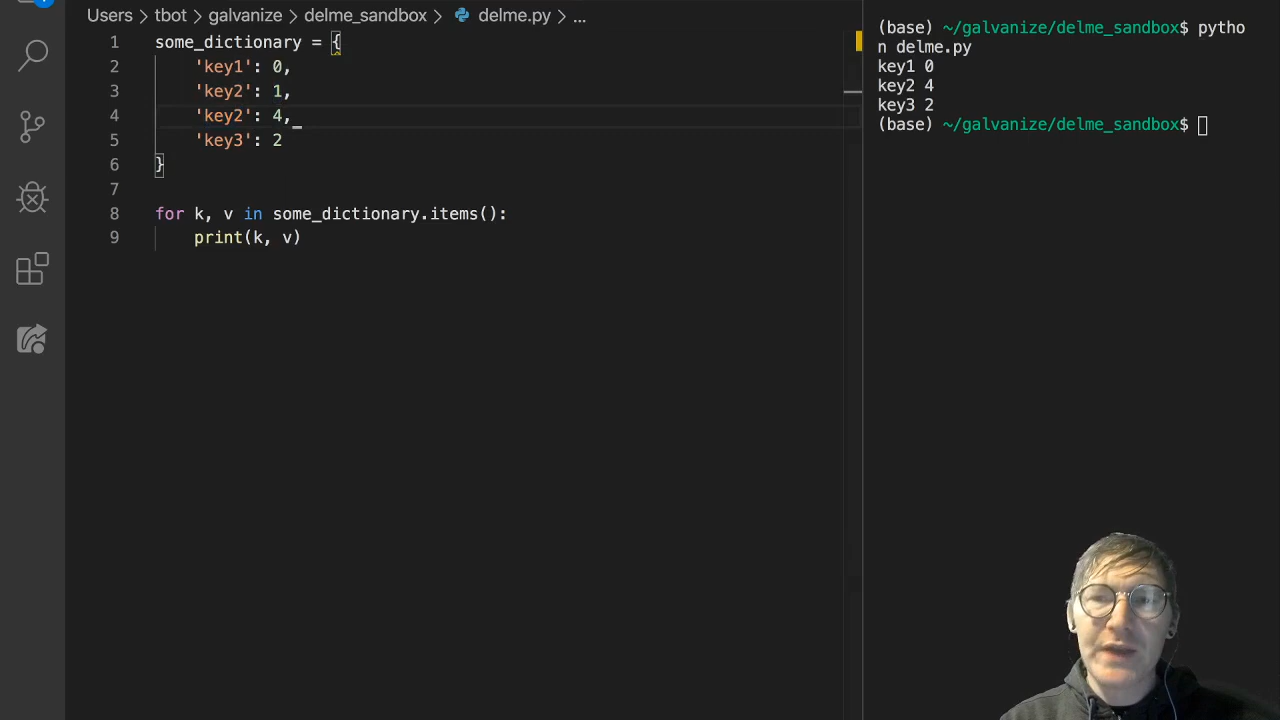 Users > tbot > galvanize > delme_sandbox > delme.py > ...
1 some_dictionary = {
2 'key1': 0,
3 'key2': 1,
4 'key2': 4,
5 'key3': 2
6 }
7
8 for k, v in some_dictionary.items():
9 print(k, v)
(base) ~/galvanize/delme_sandbox$ pytho
n delme.py
key1 0
key2 4
key3 2
(base) ~/galvanize/delme_sandbox$